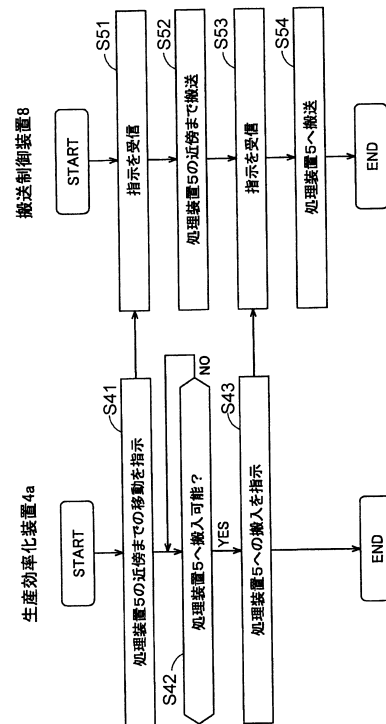 生産効率化装置4a
START
S41
処理装置5の近傍までの移動を指示
S42
処理装置5へ搬入可能？
NO
YES
S43
処理装置5への搬入を指示
END
搬送制御装置8
START
S51
指示を受信
S52
処理装置5の近傍まで搬送
S53
指示を受信
S54
処理装置5へ搬送
END